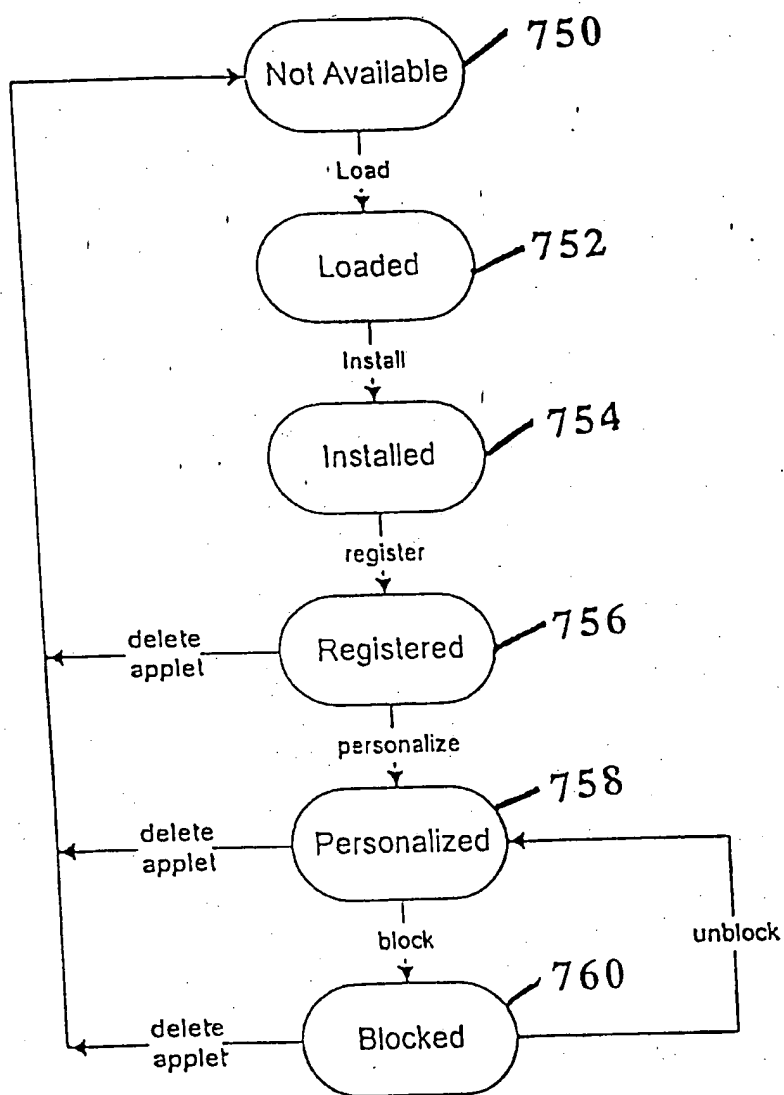 750
Not Available
Load
752
Loaded
Install
754
Installed
register
756
Registered
delete
applet
personalize
758
Personalized
delete
applet
block
unblock
760
Blocked
delete
applet